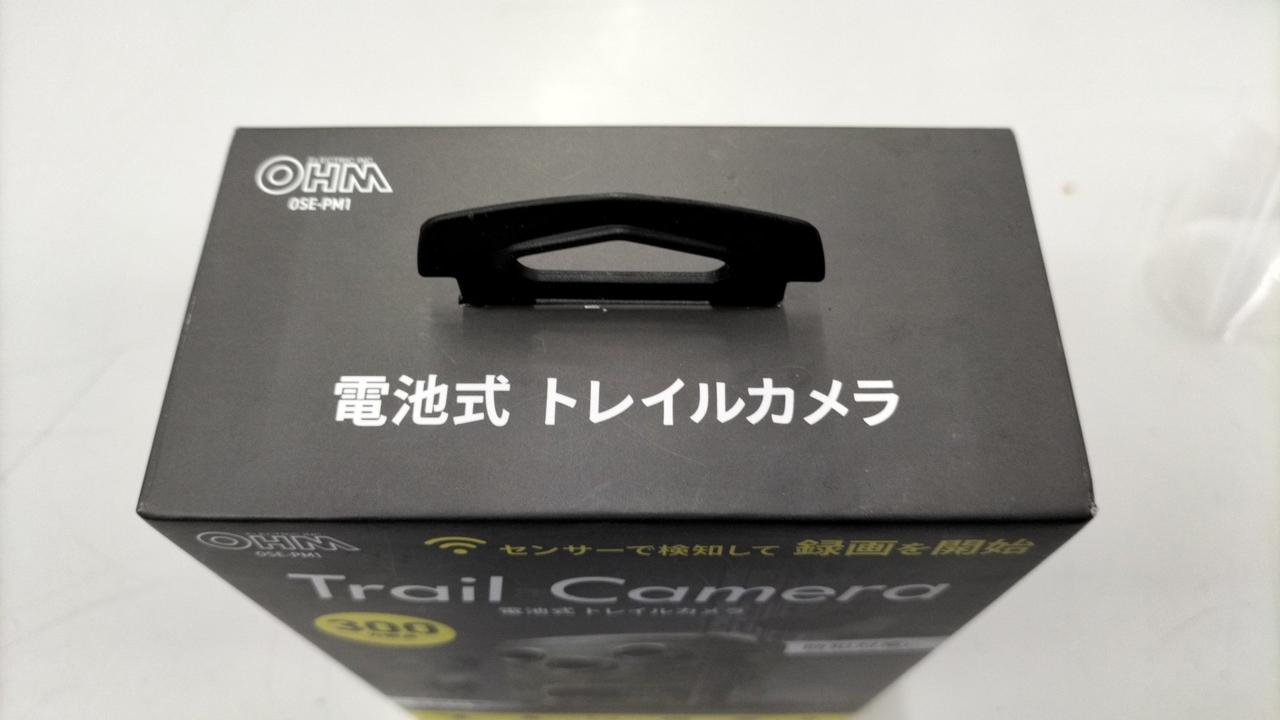 ELECTRIC INC.
OHM
OSE-PM1
電池式 トレイルカメラ
OHM
OSE-PM1
センサーで検知して 録画を開始
Trail Camera
電池式 トレイルカメラ
300